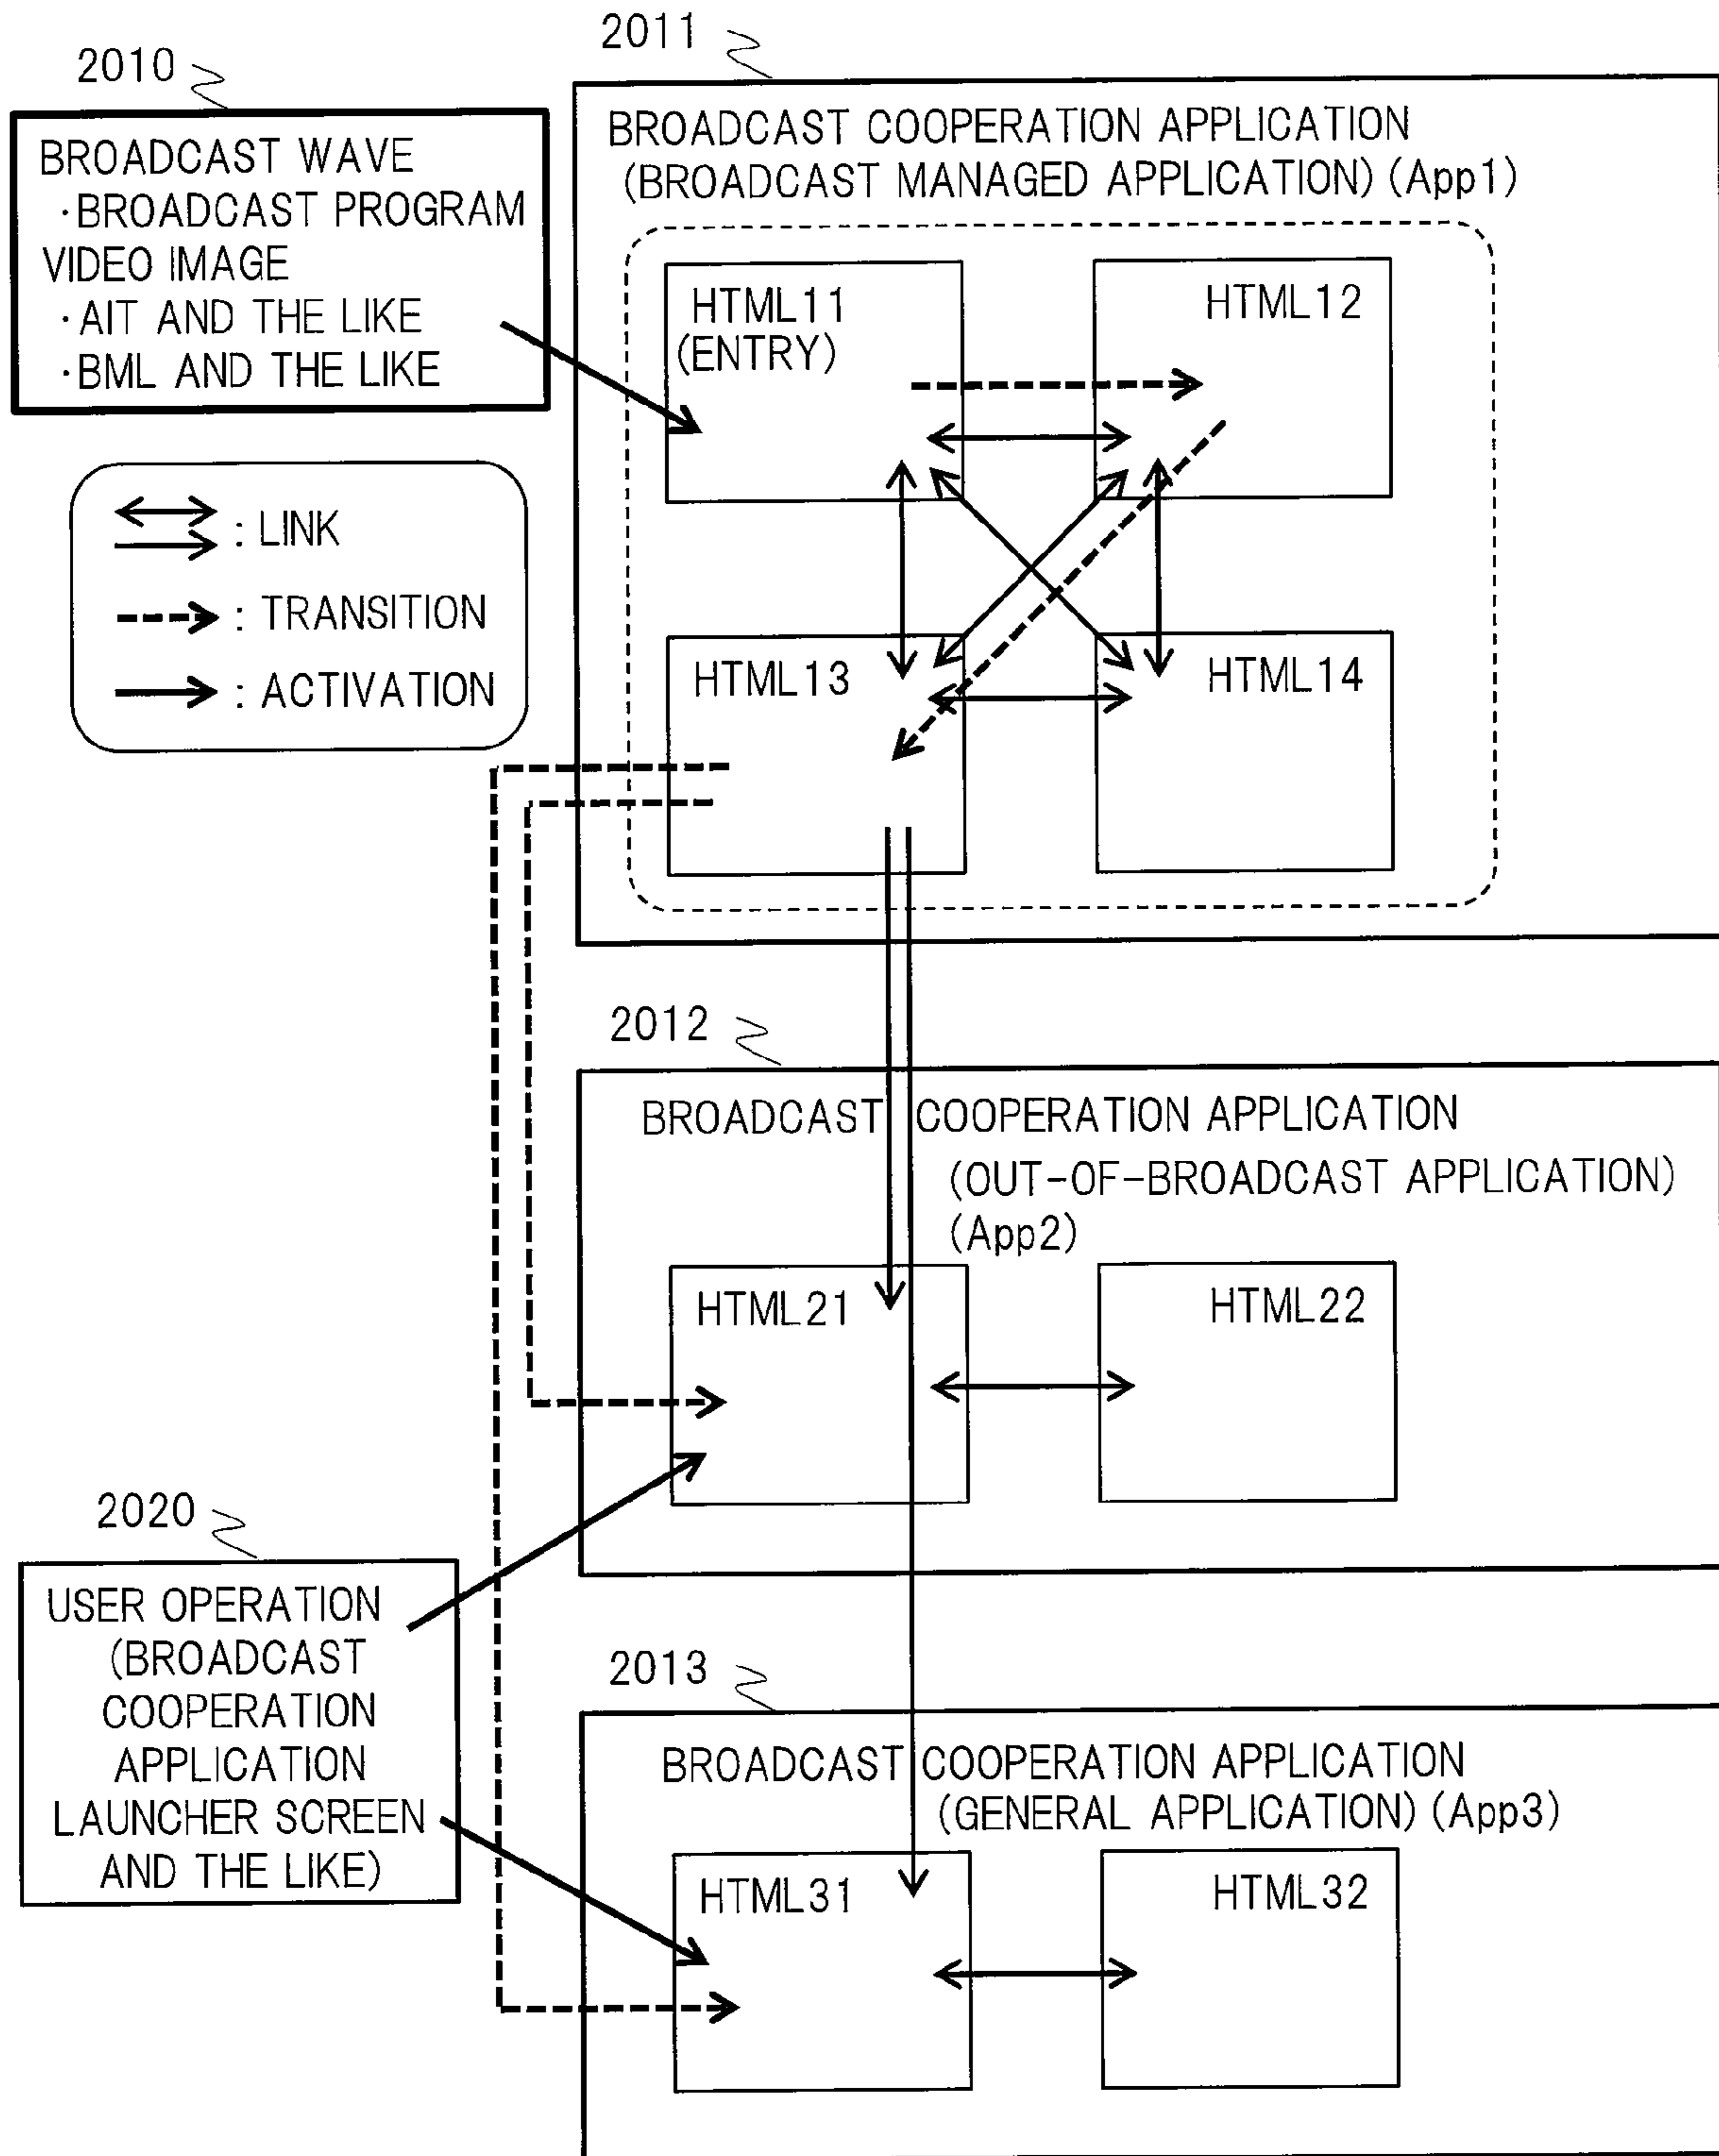 2010
BROADCAST WAVE
・BROADCAST PROGRAM
VIDEO IMAGE
・AIT AND THE LIKE
・BML AND THE LIKE
: LINK
: TRANSITION
: ACTIVATION
2011
BROADCAST COOPERATION APPLICATION
(BROADCAST MANAGED APPLICATION) (App1)
HTML11
(ENTRY)
HTML12
HTML13
HTML14
2012
BROADCAST COOPERATION APPLICATION
(OUT-OF-BROADCAST APPLICATION)
(App2)
HTML21
HTML22
2020
USER OPERATION
(BROADCAST
COOPERATION
APPLICATION
LAUNCHER SCREEN
AND THE LIKE)
2013
BROADCAST COOPERATION APPLICATION
(GENERAL APPLICATION) (App3)
HTML31
HTML32